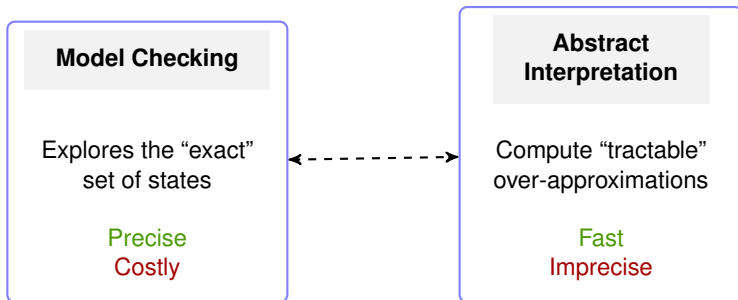 Model Checking
Explores the “exact”
set of states
Precise
Costly
Abstract
Interpretation
Compute “tractable”
over-approximations
Fast
Imprecise